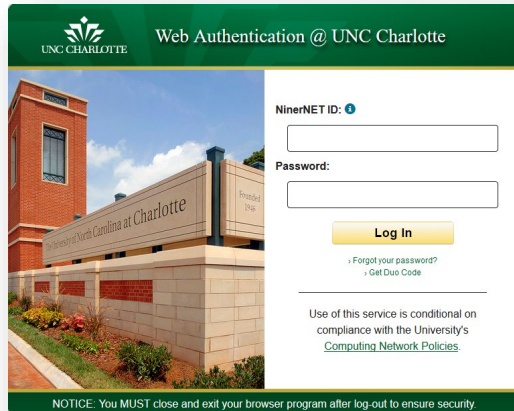 UNC CHARLOTTE
Web Authentication @ UNC Charlotte
The University of North Carolina at Charlotte
Founded
1946
NinerNET ID:
Password:
Log In
› Forgot your password?
› Get Duo Code
Use of this service is conditional on
compliance with the University's
Computing Network Policies.
NOTICE: You MUST close and exit your browser program after log-out to ensure security.